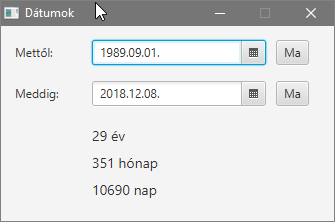 Dátumok
Mettől: 1989.09.01. Ma
Meddig: 2018.12.08. Ma
29 év
351 hónap
10690 nap